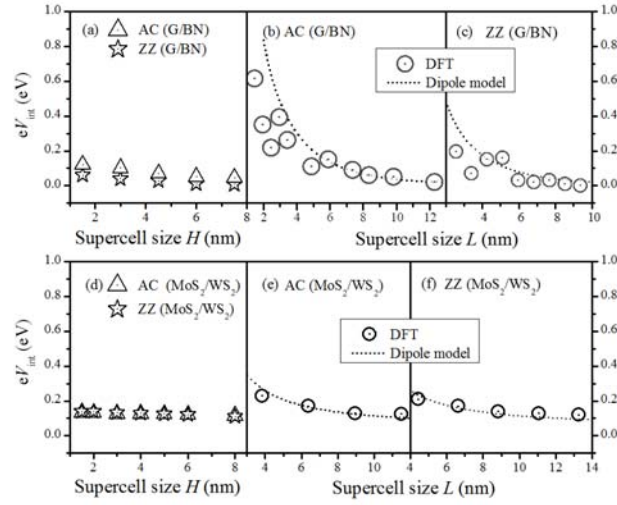 (a) AC (G/BN)
ZZ (G/BN)
(b) AC (G/BN)
(c) ZZ (G/BN)
DFT
Dipole model
eV_int (eV)
1.0
0.8
0.6
0.4
0.2
0.0
1.0
0.8
0.6
0.4
0.2
0.0
2 4 6 8 2 4 6 8 10 12 4 6 8 10
Supercell size H (nm)
Supercell size L (nm)
(d) AC (MoS₂/WS₂)
ZZ (MoS₂/WS₂)
(e) AC (MoS₂/WS₂)
(f) ZZ (MoS₂/WS₂)
DFT
Dipole model
eV_int (eV)
1.0
0.8
0.6
0.4
0.2
0.0
1.0
0.8
0.6
0.4
0.2
0.0
2 4 6 8 4 6 8 10 4 6 8 10 12 14
Supercell size H (nm)
Supercell size L (nm)